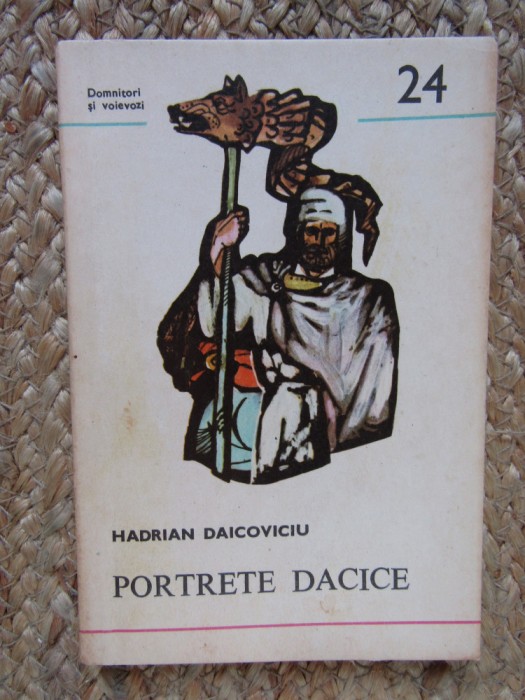 Domnitori
și voievozi
24
HADRIAN DAICOVICIU
PORTRETE DACICE